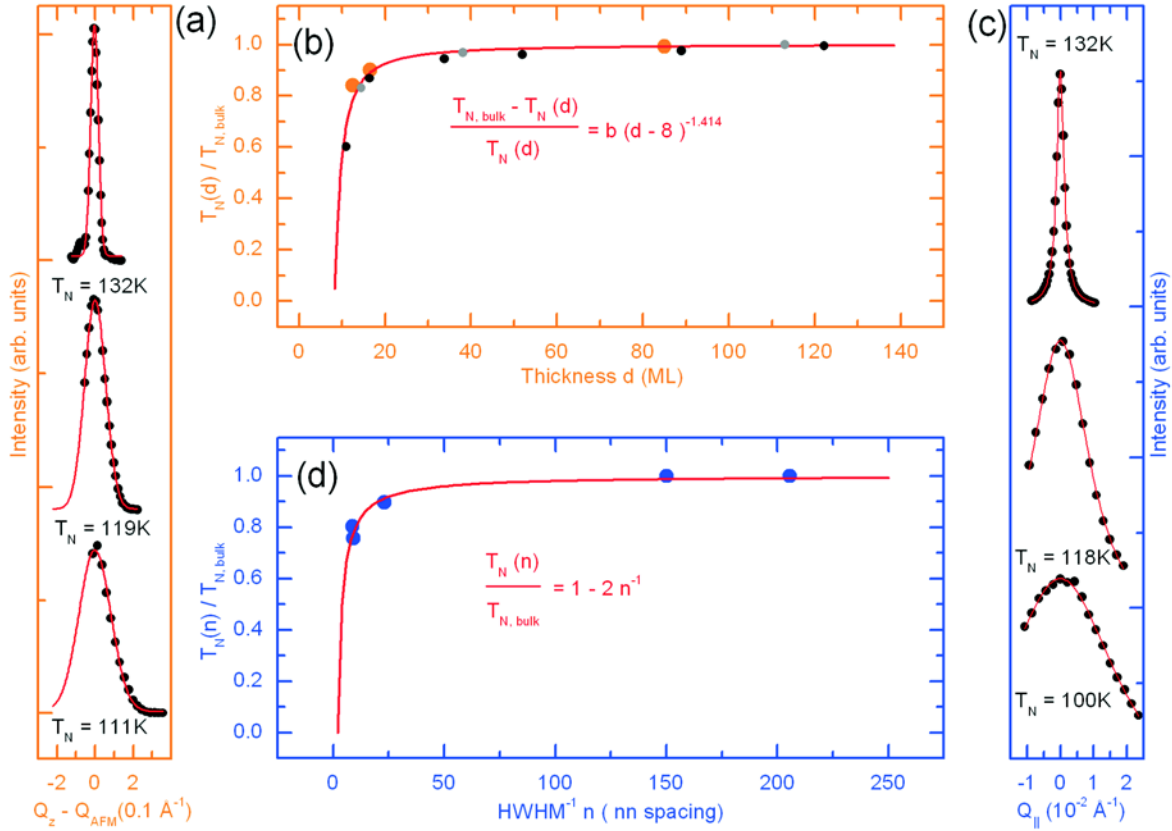 (a)
T_N = 132K
T_N = 119K
T_N = 111K
Intensity (arb. units)
-2 0 2
Q_z - Q_AFM (0.1 Å^-1)
(b)
T_N, bulk - T_N (d)
T_N (d)
= b (d - 8)^-1.414
T_N(d) / T_N, bulk
1.0
0.8
0.6
0.4
0.2
0.0
0 20 40 60 80 100 120 140
Thickness d (ML)
(d)
T_N (n)
T_N, bulk
= 1 - 2 n^-1
T_N(n) / T_N, bulk
1.0
0.8
0.6
0.4
0.2
0.0
0 50 100 150 200 250
HWHM^-1 n ( nn spacing)
(c)
T_N = 132K
T_N = 118K
T_N = 100K
Intensity (arb. units)
-1 0 1 2
Q_|| (10^-2 Å^-1)